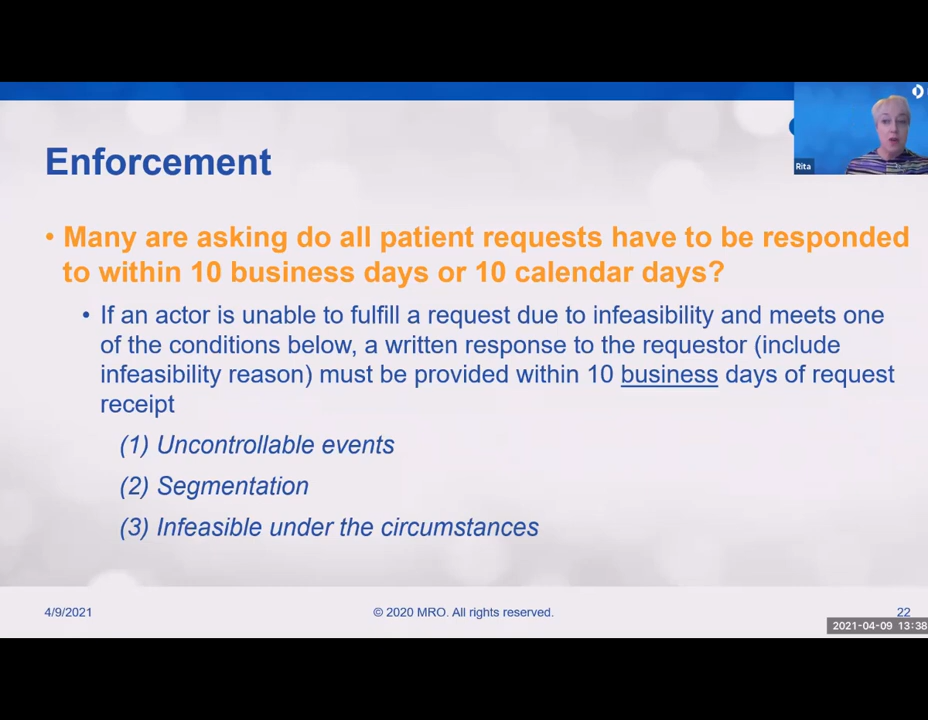 Rita
Enforcement
• Many are asking do all patient requests have to be responded
to within 10 business days or 10 calendar days?
• If an actor is unable to fulfill a request due to infeasibility and meets one
of the conditions below, a written response to the requestor (include
infeasibility reason) must be provided within 10 business days of request
receipt
(1) Uncontrollable events
(2) Segmentation
(3) Infeasible under the circumstances
4/9/2021
© 2020 MRO. All rights reserved.
22
2021-04-09 13:38